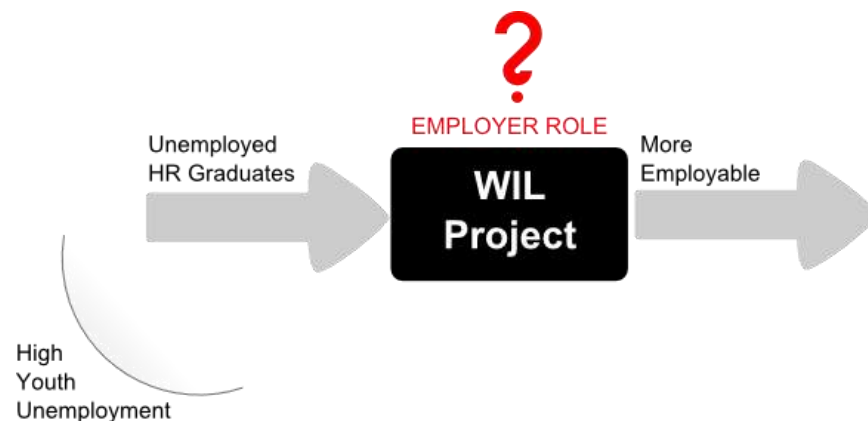 ?
EMPLOYER ROLE
Unemployed
HR Graduates
WIL
Project
More
Employable
High
Youth
Unemployment